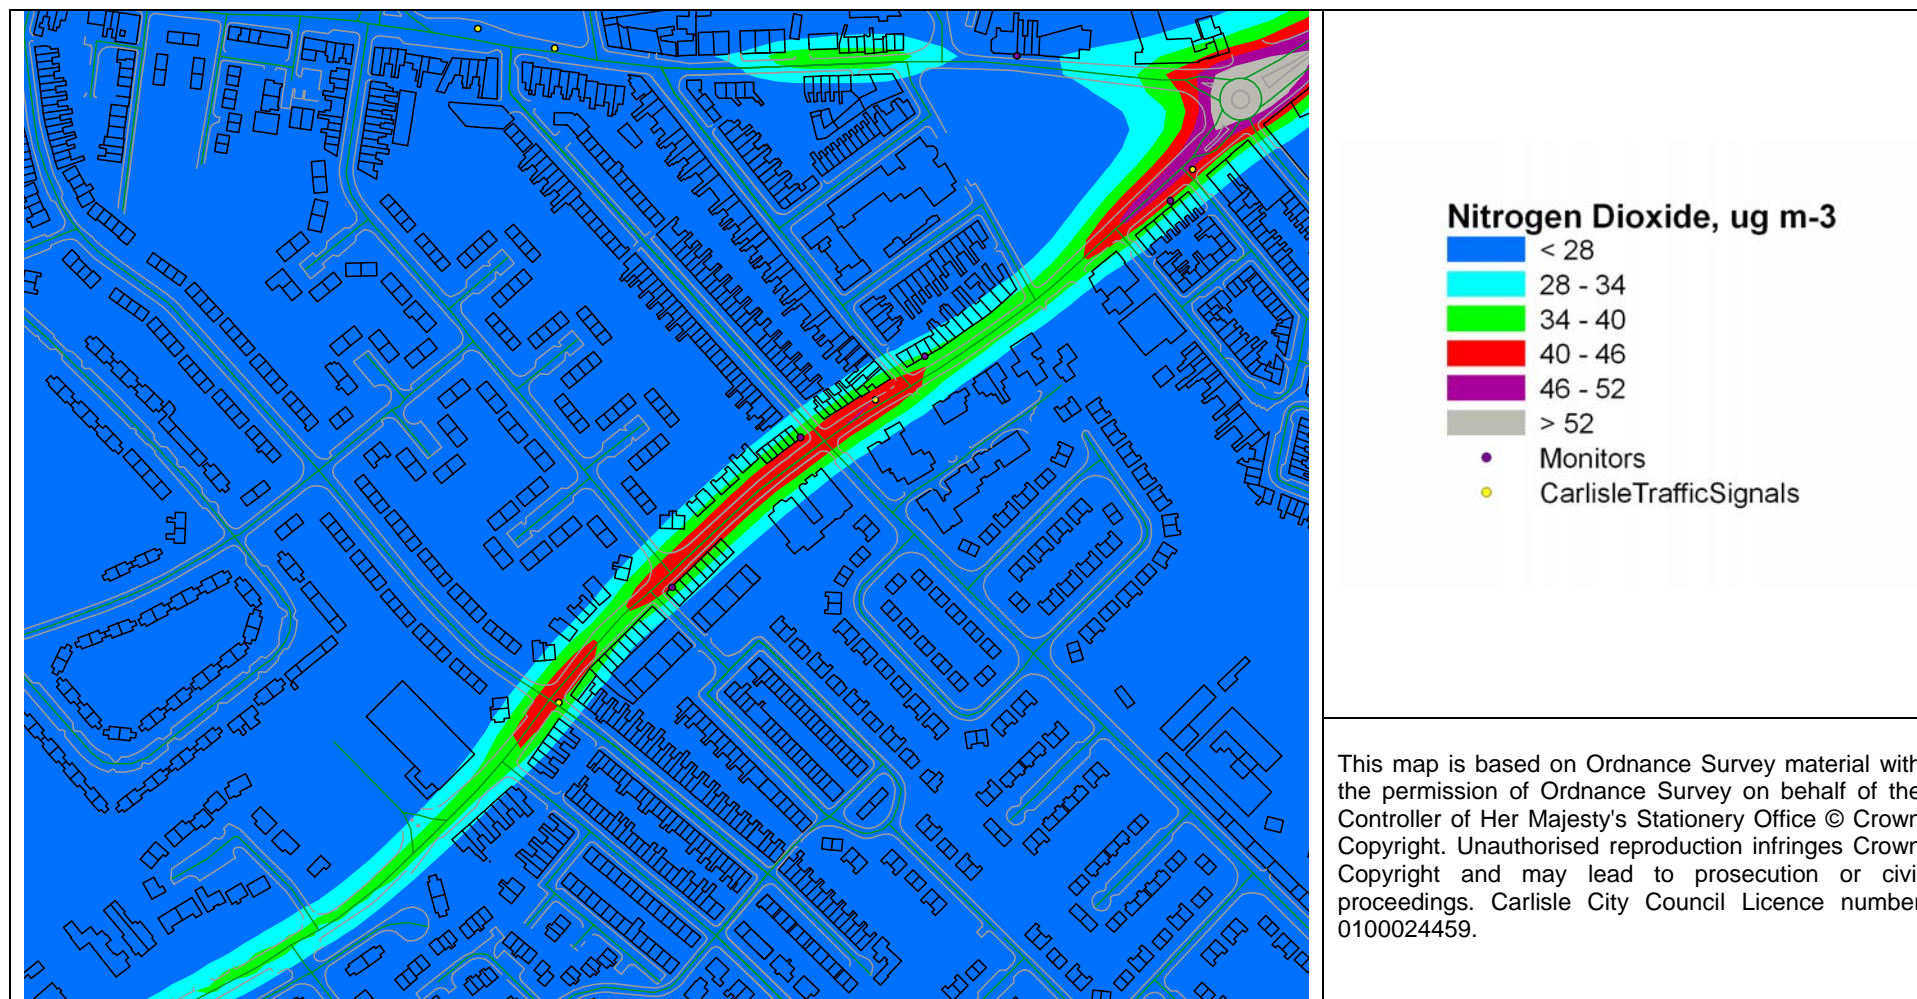 Nitrogen Dioxide, ug m-3
< 28
28 - 34
34 - 40
40 - 46
46 - 52
> 52
Monitors
CarlisleTrafficSignals
This map is based on Ordnance Survey material with
the permission of Ordnance Survey on behalf of the
Controller of Her Majesty's Stationery Office © Crown
Copyright. Unauthorised reproduction infringes Crown
Copyright and may lead to prosecution or civi
proceedings. Carlisle City Council Licence number
0100024459.